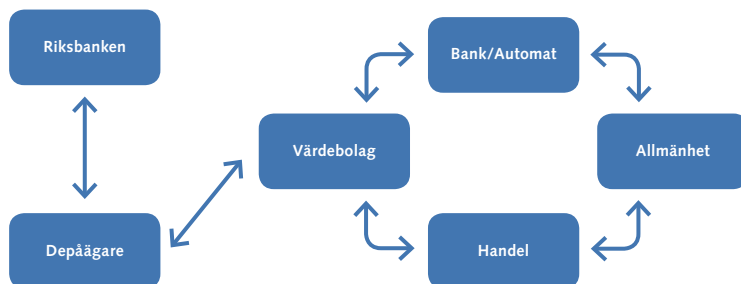 Riksbanken
Bank/Automat
Värdebolag
Allmänhet
Depåägare
Handel